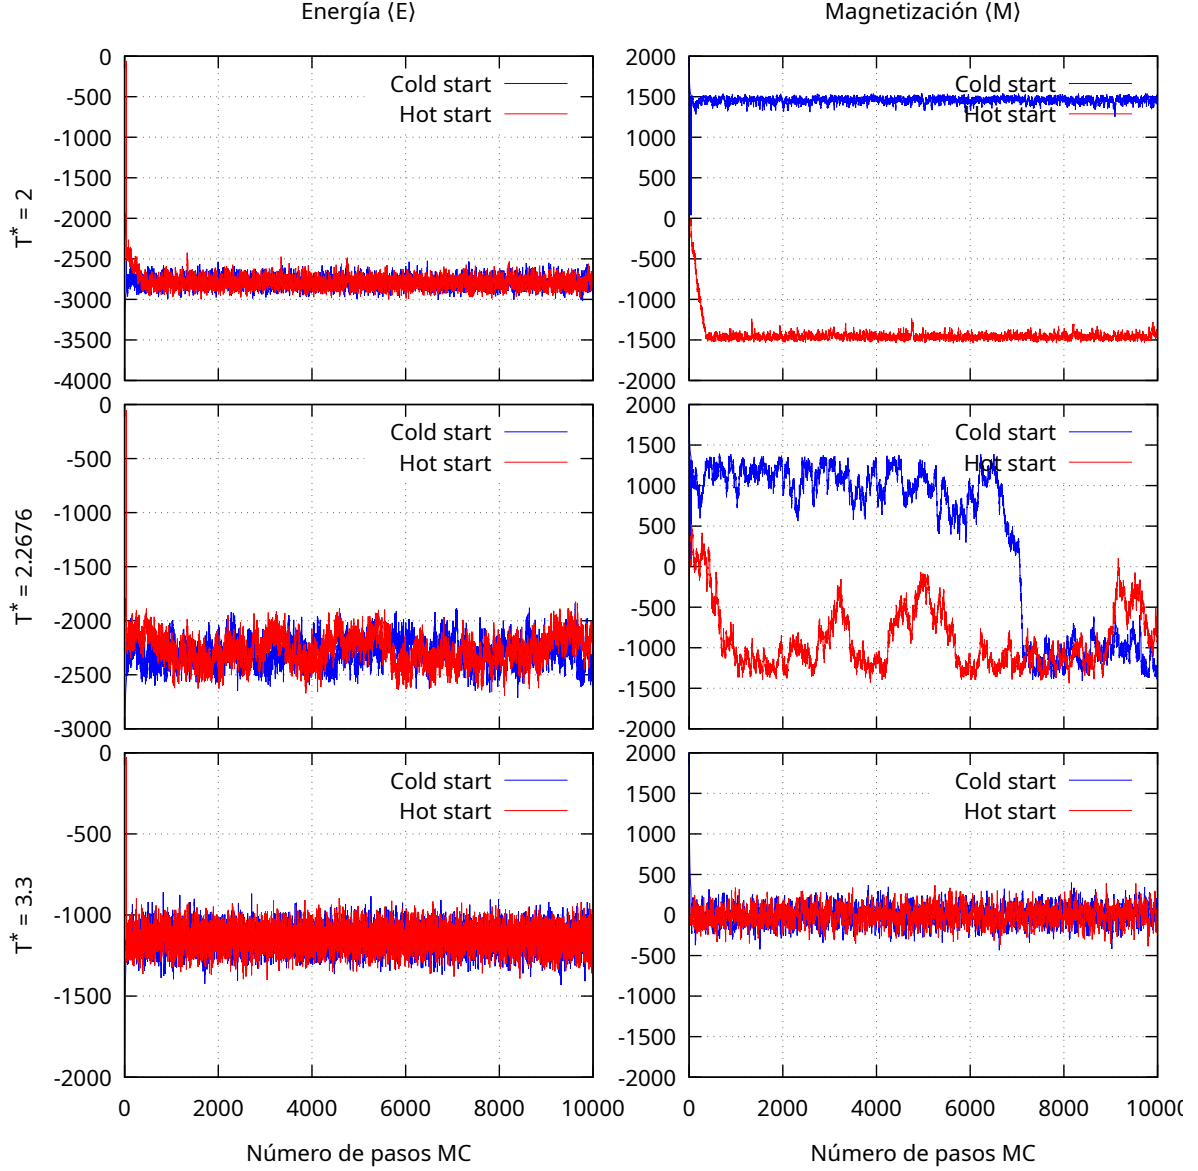 Energía ⟨E⟩
Magnetización ⟨M⟩
T* = 2
0
-500
-1000
-1500
-2000
-2500
-3000
-3500
-4000
Cold start
Hot start
2000
1500
1000
500
0
-500
-1000
-1500
-2000
Cold start
Hot start
T* = 2.2676
0
-500
-1000
-1500
-2000
-2500
-3000
Cold start
Hot start
2000
1500
1000
500
0
-500
-1000
-1500
-2000
Cold start
Hot start
T* = 3.3
0
-500
-1000
-1500
-2000
Cold start
Hot start
2000
1500
1000
500
0
-500
-1000
-1500
-2000
Cold start
Hot start
0 2000 4000 6000 8000 10000
0 2000 4000 6000 8000 10000
Número de pasos MC
Número de pasos MC